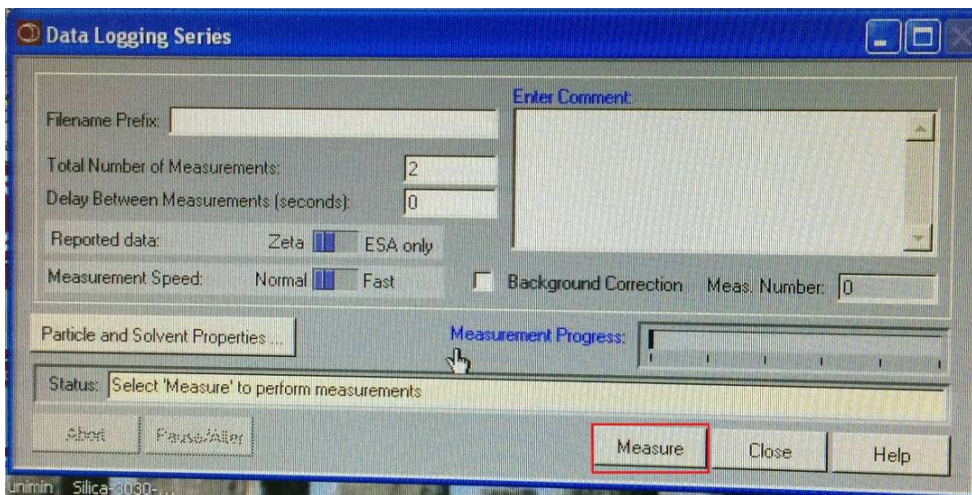 Data Logging Series
Enter Comment:
Filename Prefix:
Total Number of Measurements: 2
Delay Between Measurements (seconds): 0
Reported data: Zeta ESA only
Measurement Speed: Normal Fast
Background Correction Meas. Number: 0
Particle and Solvent Properties ...
Measurement Progress:
Status: Select 'Measure' to perform measurements
Abort Pause/Alter Measure Close Help
unimin Silica-3030-...